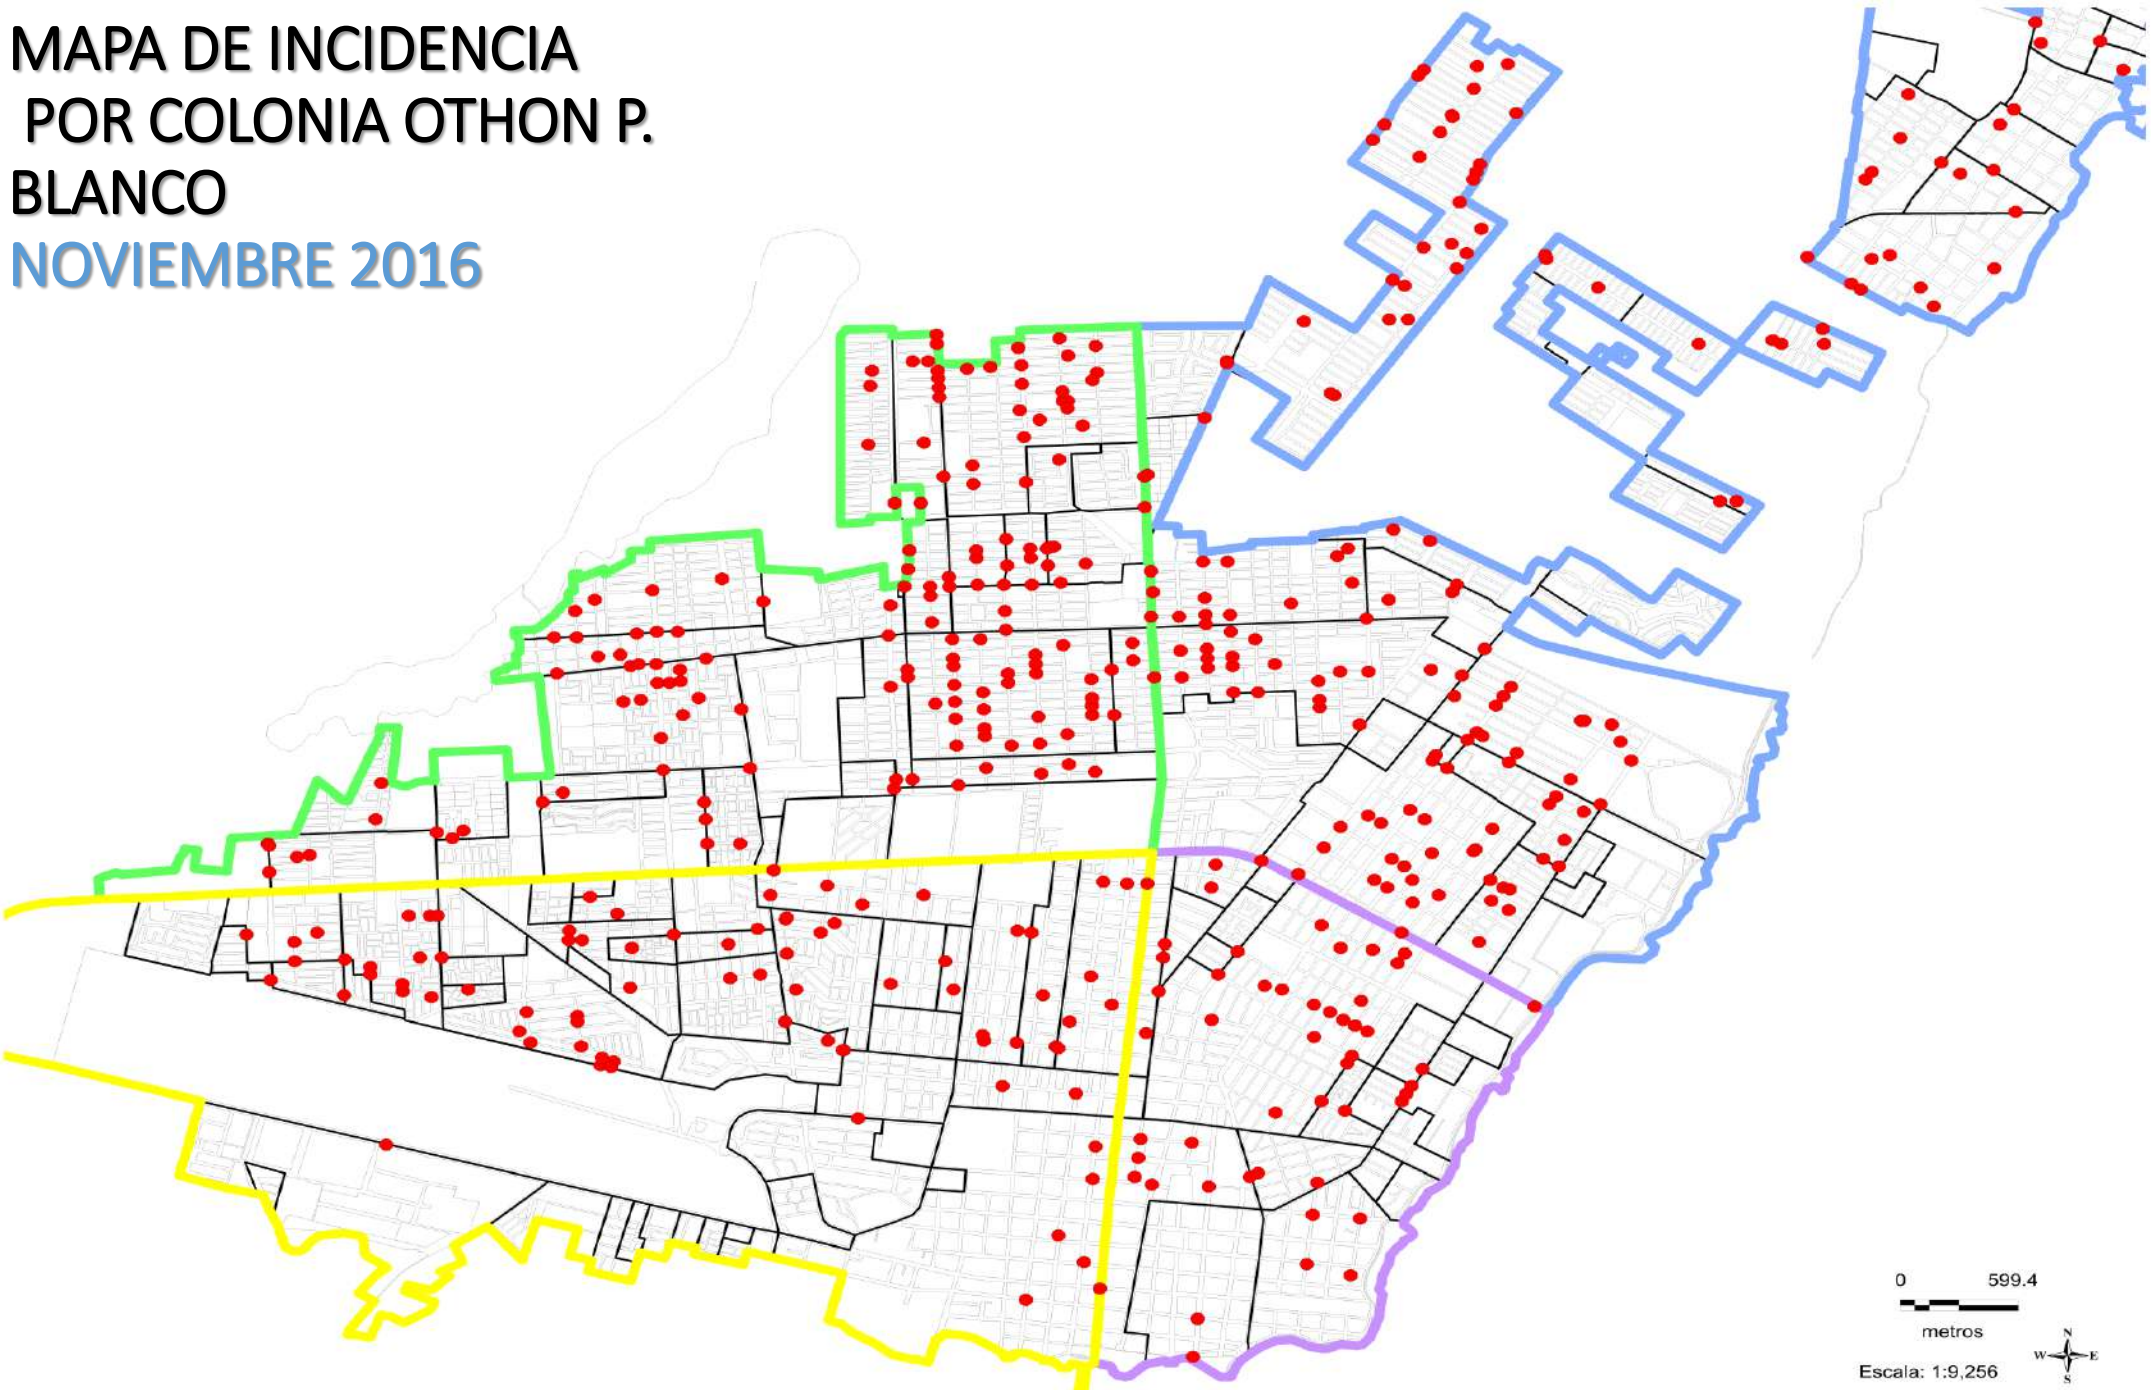 MAPA DE INCIDENCIA
POR COLONIA OTHON P.
BLANCO
NOVIEMBRE 2016
0 599.4
metros
Escala: 1:9,256
N
W E
S